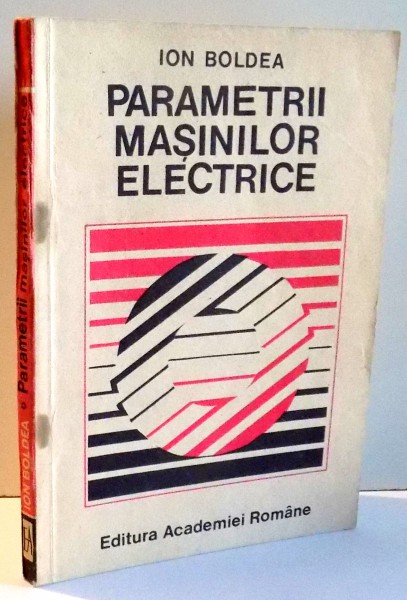 ION BOLDEA
PARAMETRII
MAȘINILOR
ELECTRICE
Editura Academiei Române
ION BOLDEA • Parametrii mașinilor electrice